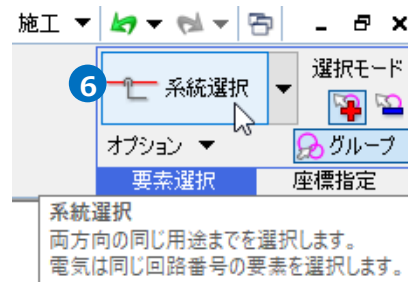 施工
6
系統選択
選択モード
オプション
グループ
要素選択
座標指定
系統選択
両方向の同じ用途までを選択します。
電気は同じ回路番号の要素を選択します。